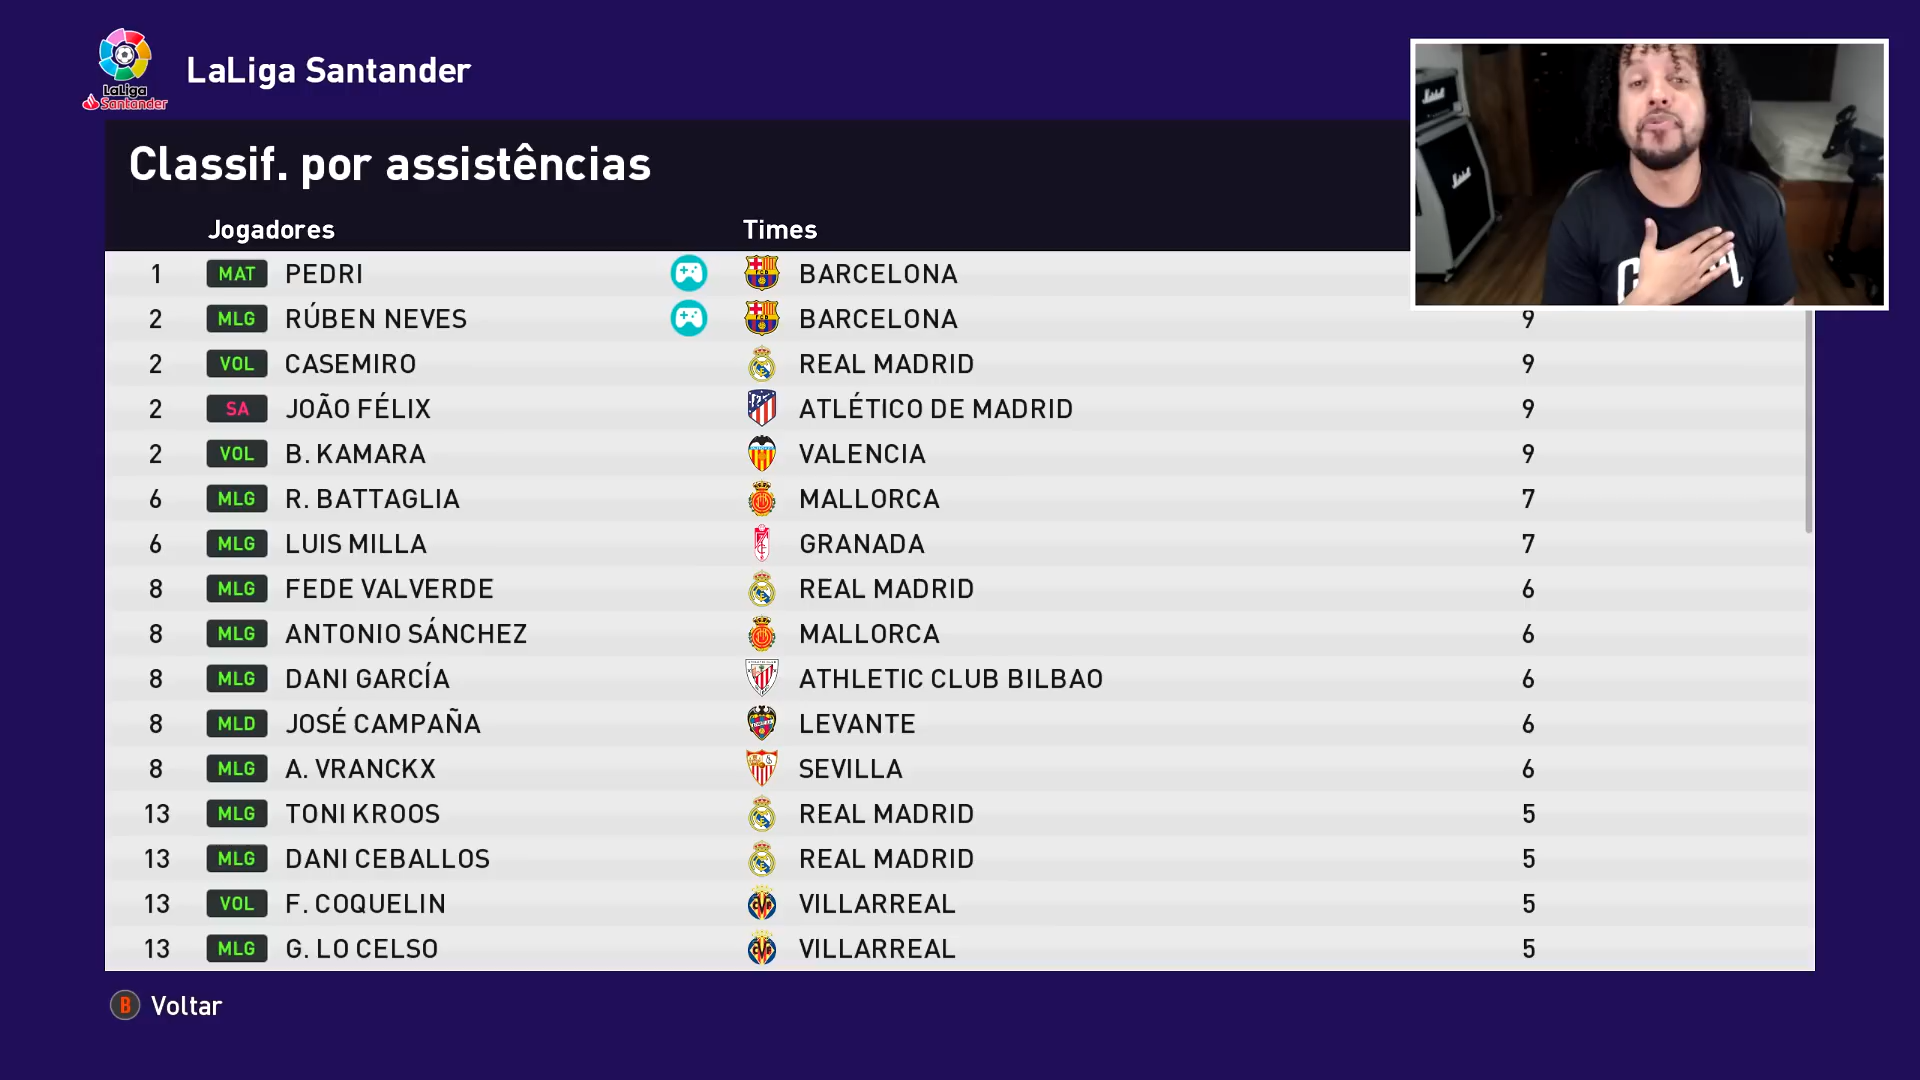 LaLiga Santander
LaLiga
Santander
Classif. por assistências
Jogadores Times
1 MAT PEDRI BARCELONA
2 MLG RÚBEN NEVES BARCELONA 9
2 VOL CASEMIRO REAL MADRID 9
2 SA JOÃO FÉLIX ATLÉTICO DE MADRID 9
2 VOL B. KAMARA VALENCIA 9
6 MLG R. BATTAGLIA MALLORCA 7
6 MLG LUIS MILLA GRANADA 7
8 MLG FEDE VALVERDE REAL MADRID 6
8 MLG ANTONIO SÁNCHEZ MALLORCA 6
8 MLG DANI GARCÍA ATHLETIC CLUB BILBAO 6
8 MLD JOSÉ CAMPAÑA LEVANTE 6
8 MLG A. VRANCKX SEVILLA 6
13 MLG TONI KROOS REAL MADRID 5
13 MLG DANI CEBALLOS REAL MADRID 5
13 VOL F. COQUELIN VILLARREAL 5
13 MLG G. LO CELSO VILLARREAL 5
B Voltar
Marshall
Marshall